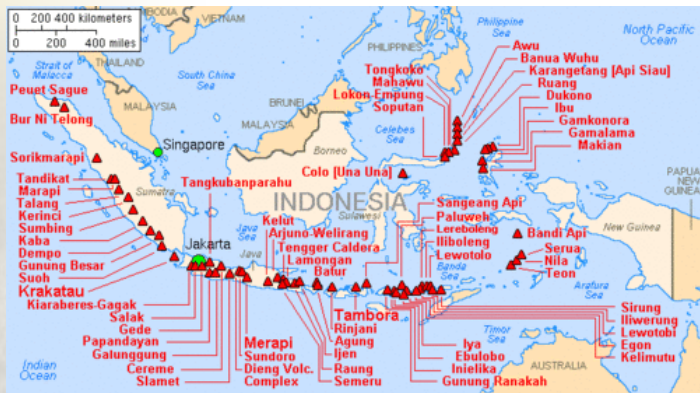 0 200 400 kilometers
0 200 400 miles
CAMBODIA
VIETNAM
THAILAND
PHILIPPINES
Philippine
Sea
North Pacific
Ocean
Strait of
Malacca
South China
Sea
MALAYSIA
BRUNEI
MALAYSIA
Singapore
Borneo
Celebes
Sea
Sumatra
INDONESIA
Sulawesi
Java
Sea
Jakarta
Java
Banda
Sea
New Guinea
PAPUA
NEW
GUINEA
Arafura
Sea
Timor
Sea
Indian
Ocean
AUSTRALIA
Peuet Sague
Bur Ni Telong
Sorikmarapi
Tandikat
Marapi
Talang
Kerinci
Sumbing
Kaba
Dempo
Gunung Besar
Suoh
Krakatau
Kiaraberes-Gagak
Salak
Gede
Papandayan
Galunggung
Cereme
Slamet
Tangkubanparahu
Merapi
Sundoro
Dieng Volc.
Complex
Kelut
Arjuno-Welirang
Tengger Caldera
Lamongan
Batur
Tambora
Rinjani
Agung
Ijen
Raung
Semeru
Colo [Una Una]
Tongkoko
Mahawu
Lokon Empung
Soputan
Awu
Banua Wuhu
Karangetang [Api Siau]
Ruang
Dukono
Ibu
Gamkonora
Gamalama
Makian
Sangeang Api
Paluweh
Lereboleng
Iliboleng
Lewotolo
Bandi Api
Serua
Nila
Teon
Sirung
Iliwerung
Lewotobi
Egon
Kelimutu
Iya
Ebulobo
Inielika
Gunung Ranakah